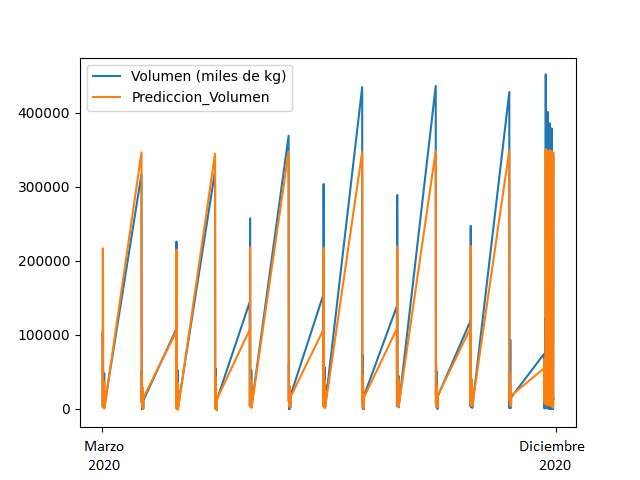 Volumen (miles de kg)
Prediccion_Volumen
400000
300000
200000
100000
0
Marzo
2020
Diciembre
2020